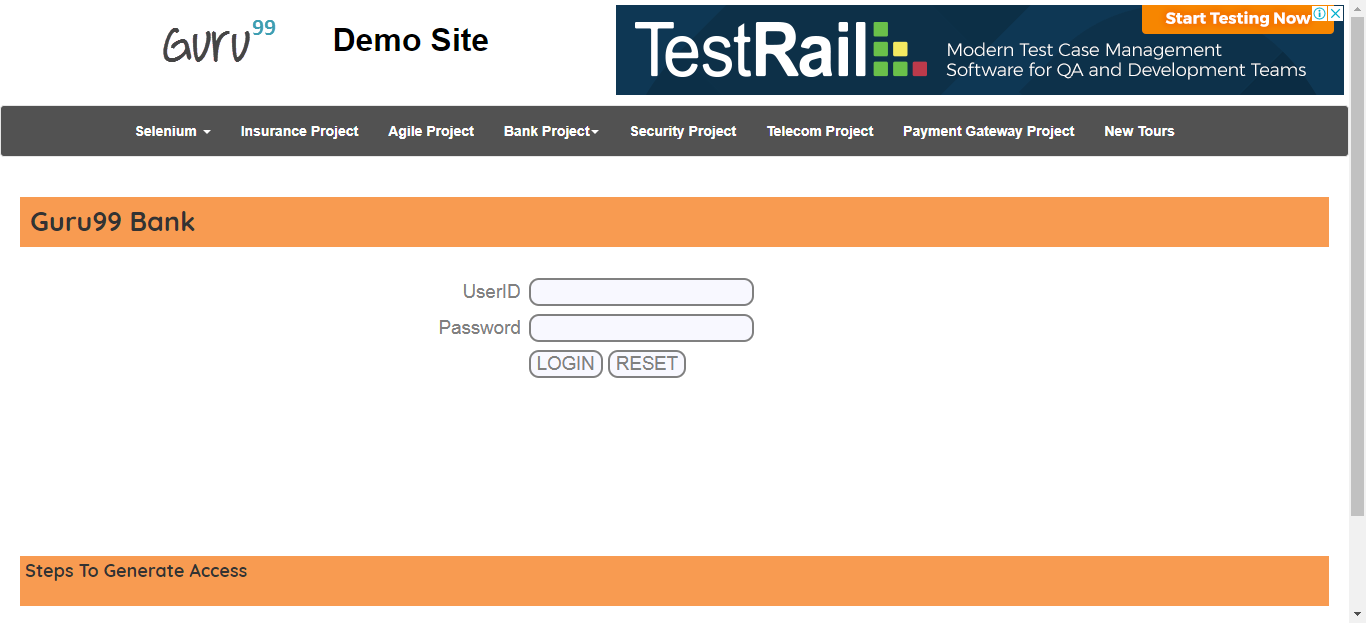 Guru99
Demo Site
TestRail
Start Testing Now
Modern Test Case Management
Software for QA and Development Teams
Selenium
Insurance Project
Agile Project
Bank Project
Security Project
Telecom Project
Payment Gateway Project
New Tours
Guru99 Bank
UserID
Password
LOGIN RESET
Steps To Generate Access